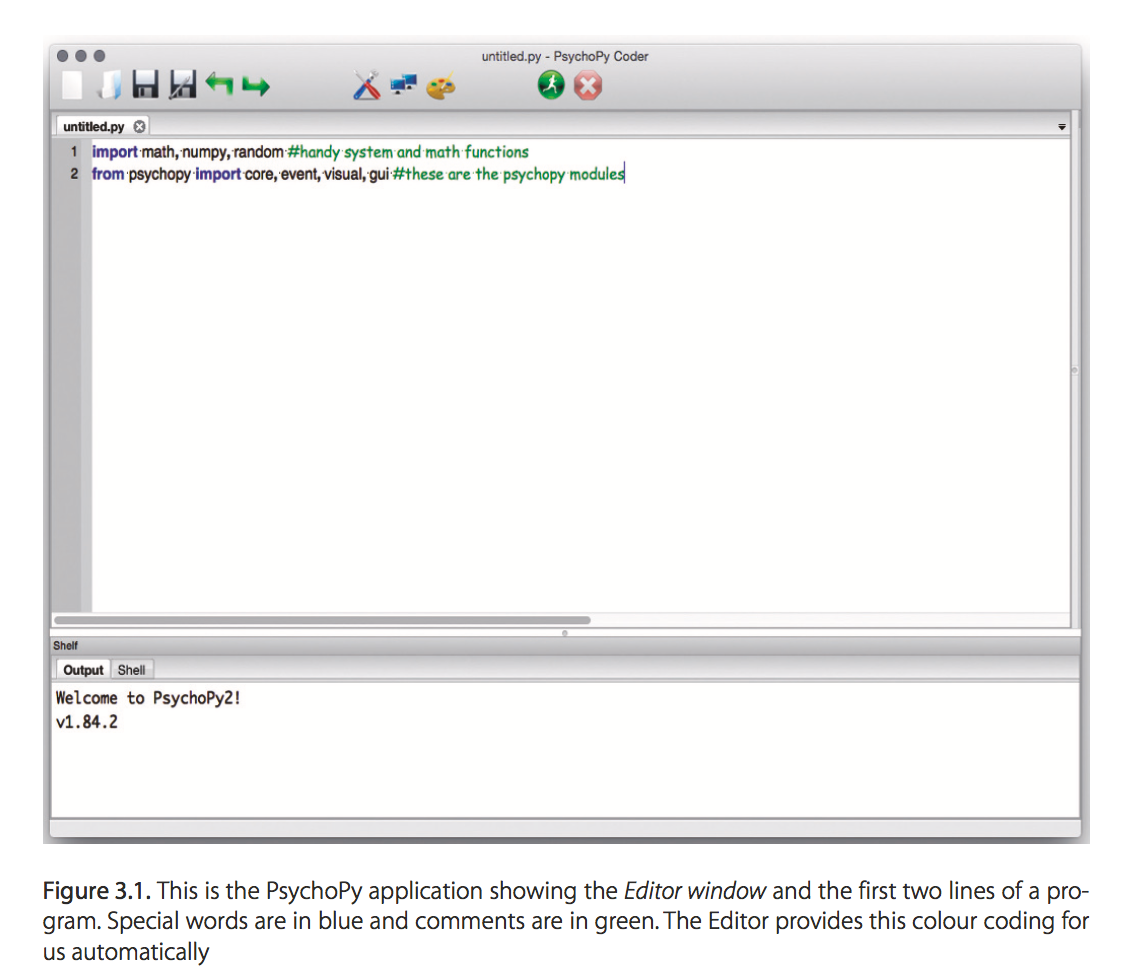 untitled.py - PsychoPy Coder
untitled.py
1 import math, numpy, random #handy system and math functions
2 from psychopy import core, event, visual, gui #these are the psychopy modules
Shelf
Output Shell
Welcome to PsychoPy2!
v1.84.2
Figure 3.1. This is the PsychoPy application showing the Editor window and the first two lines of a pro-
gram. Special words are in blue and comments are in green. The Editor provides this colour coding for
us automatically